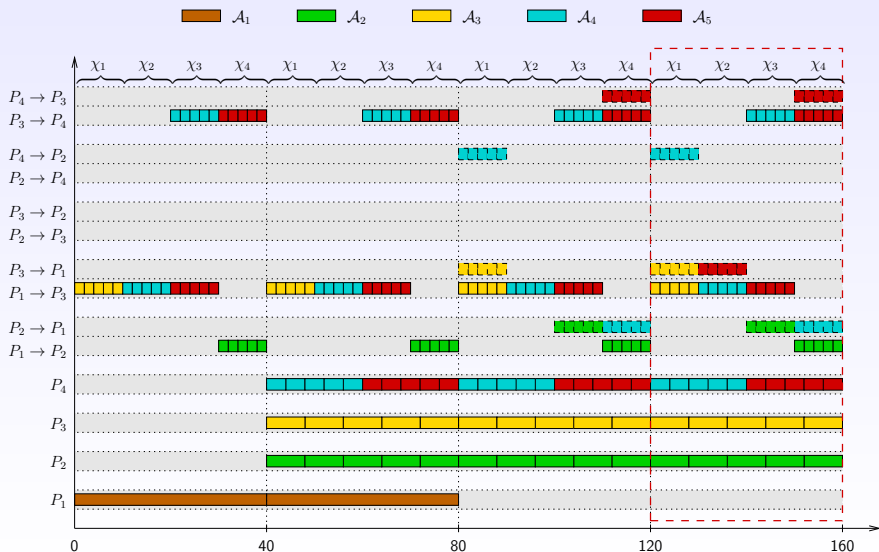 𝒜₁ 𝒜₂ 𝒜₃ 𝒜₄ 𝒜₅
χ₁ χ₂ χ₃ χ₄ χ₁ χ₂ χ₃ χ₄ χ₁ χ₂ χ₃ χ₄ χ₁ χ₂ χ₃ χ₄
P₄ → P₃
P₃ → P₄
P₄ → P₂
P₂ → P₄
P₃ → P₂
P₂ → P₃
P₃ → P₁
P₁ → P₃
P₂ → P₁
P₁ → P₂
P₄
P₃
P₂
P₁
0 40 80 120 160